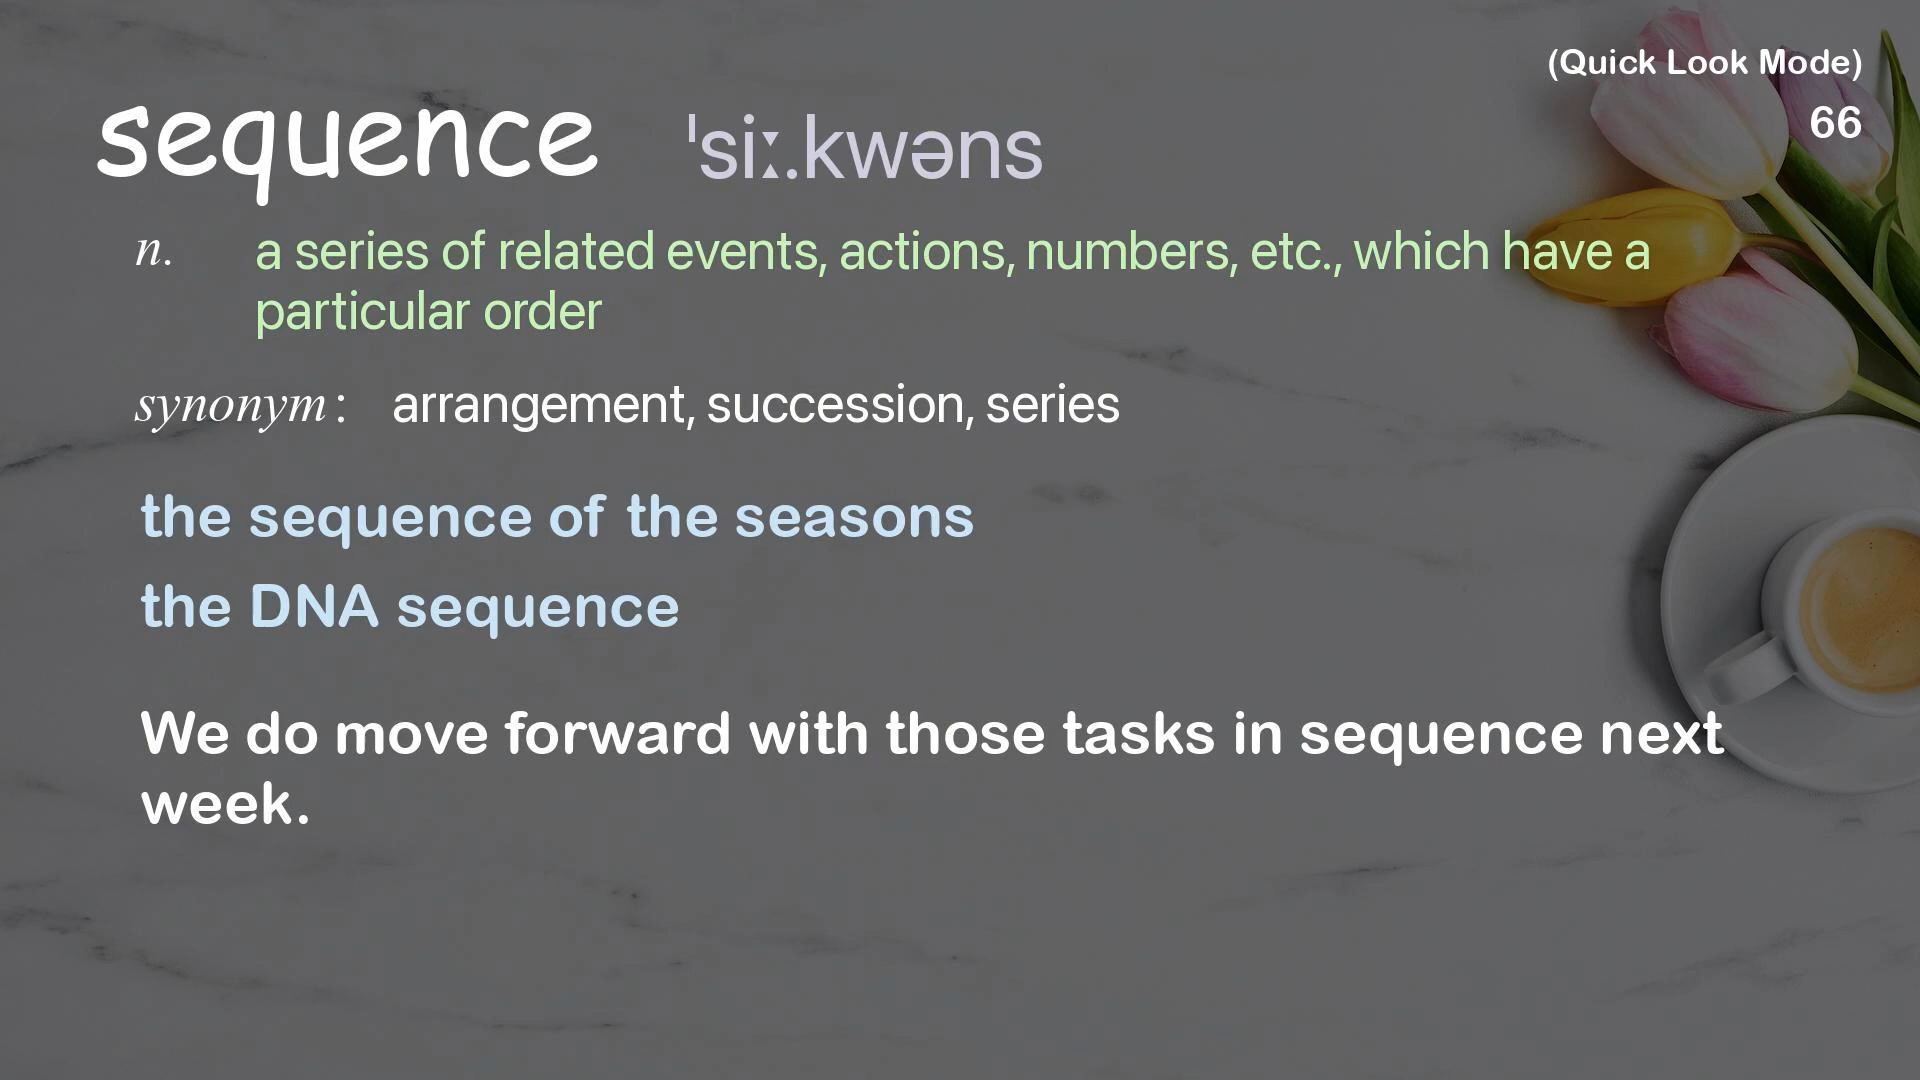 (Quick Look Mode)
66
sequence ˈsiː.kwəns
n. a series of related events, actions, numbers, etc., which have a
particular order
synonym: arrangement, succession, series
the sequence of the seasons
the DNA sequence
We do move forward with those tasks in sequence next
week.